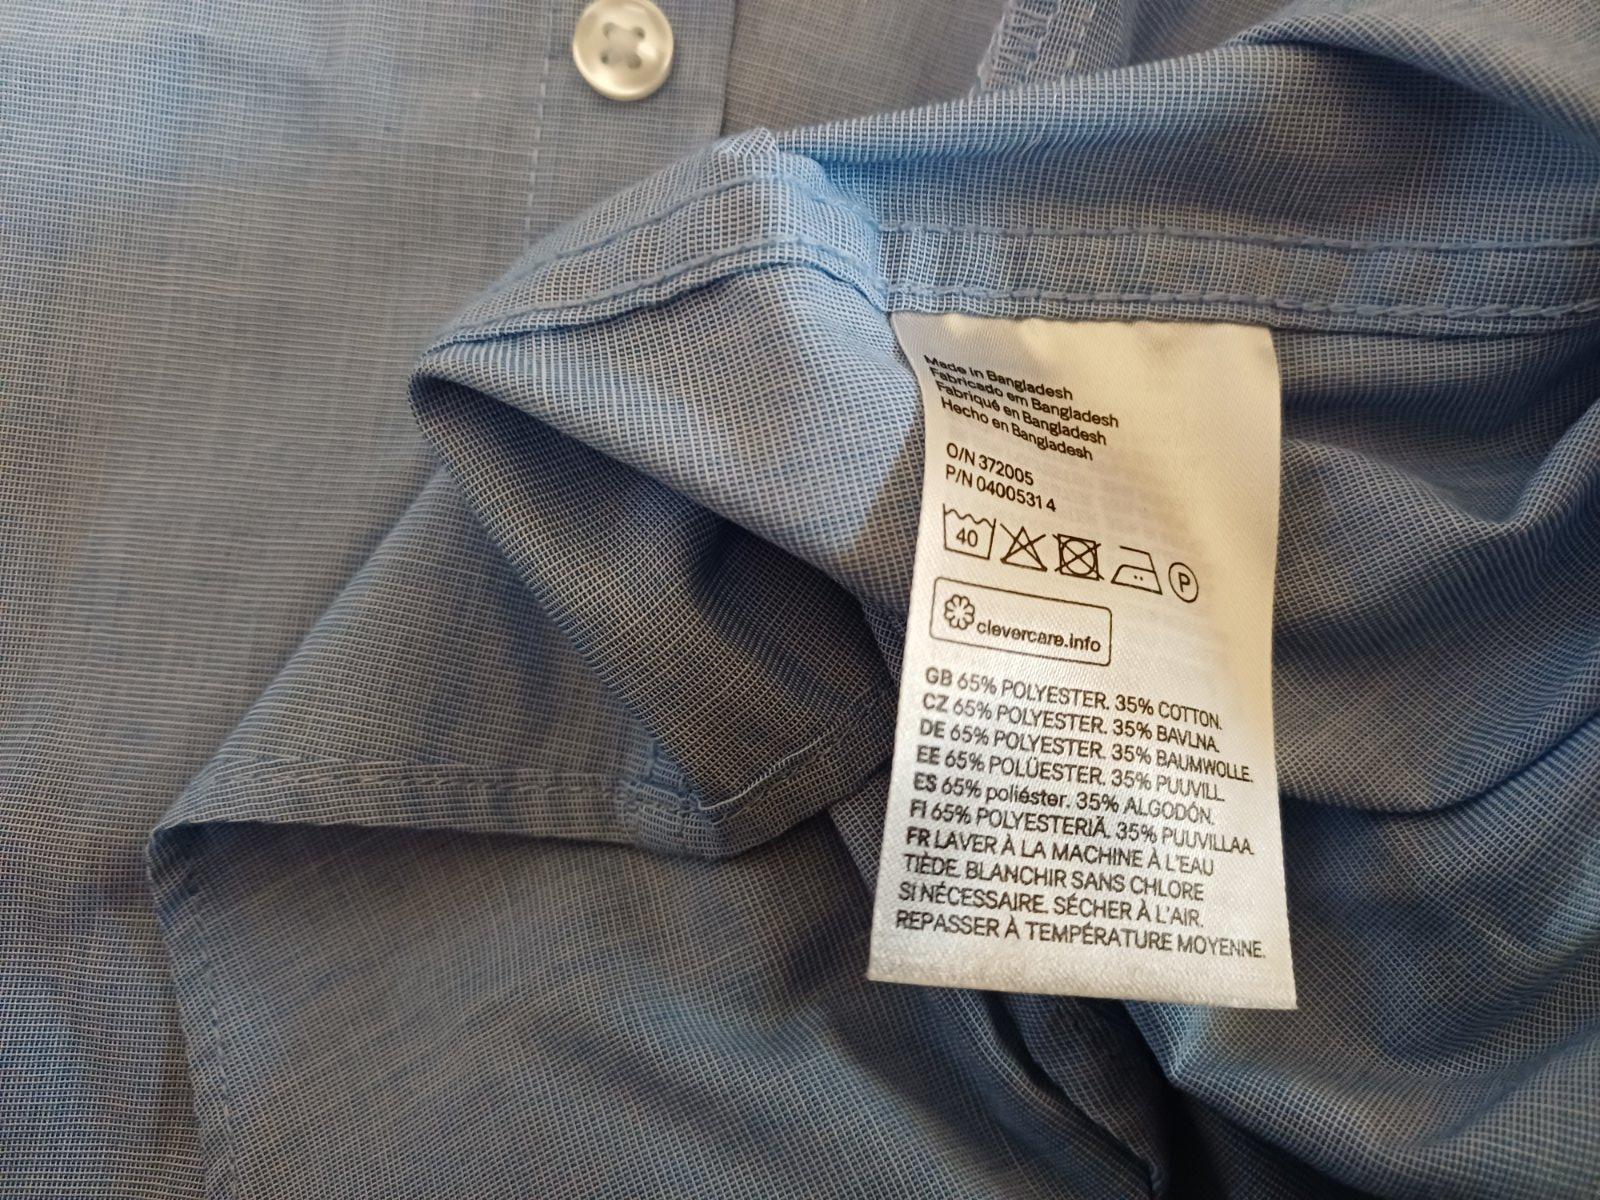 Made in Bangladesh
Fabricado em Bangladesh
Fabriqué en Bangladesh
Hecho en Bangladesh
O/N 372005
P/N 04005314
40
P
clevercare.info
GB 65% POLYESTER. 35% COTTON.
CZ 65% POLYESTER. 35% BAVLNA.
DE 65% POLYESTER. 35% BAUMWOLLE.
EE 65% POLÜESTER. 35% PUUVILL.
ES 65% poliéster. 35% ALGODÓN.
FI 65% POLYESTERIÄ. 35% PUUVILLAA.
FR LAVER À LA MACHINE À L'EAU
TIÈDE. BLANCHIR SANS CHLORE
SI NÉCESSAIRE. SÉCHER À L'AIR.
REPASSER À TEMPÉRATURE MOYENNE.